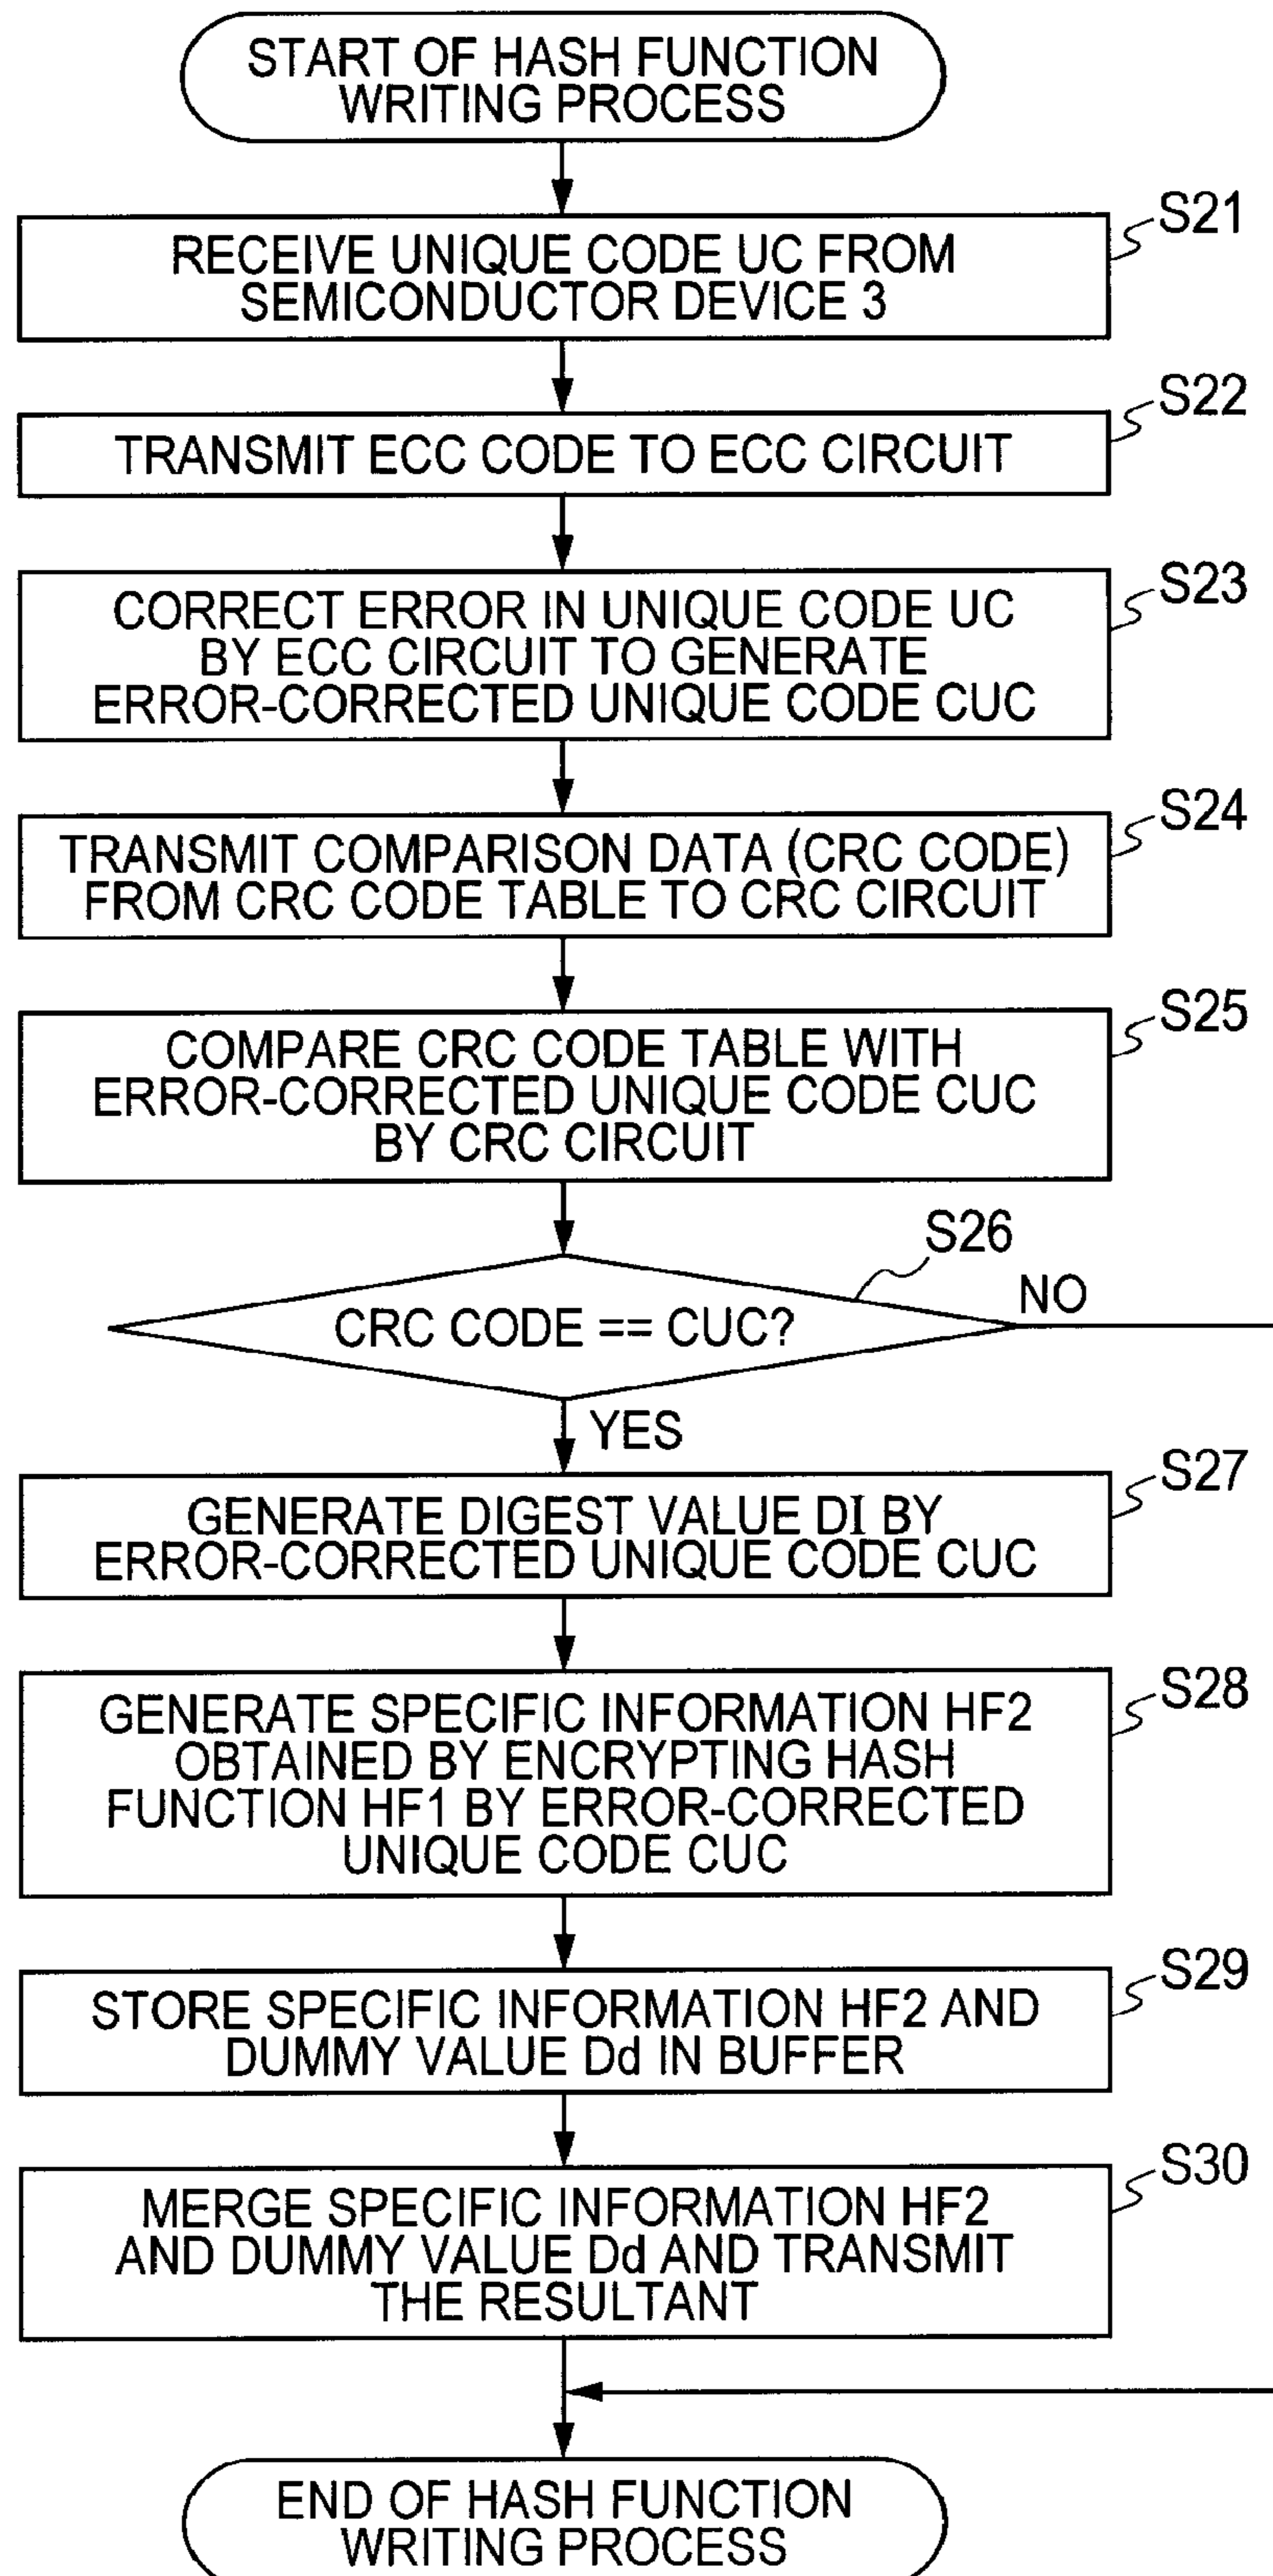 START OF HASH FUNCTION
WRITING PROCESS
S21
RECEIVE UNIQUE CODE UC FROM
SEMICONDUCTOR DEVICE 3
S22
TRANSMIT ECC CODE TO ECC CIRCUIT
S23
CORRECT ERROR IN UNIQUE CODE UC
BY ECC CIRCUIT TO GENERATE
ERROR-CORRECTED UNIQUE CODE CUC
S24
TRANSMIT COMPARISON DATA (CRC CODE)
FROM CRC CODE TABLE TO CRC CIRCUIT
S25
COMPARE CRC CODE TABLE WITH
ERROR-CORRECTED UNIQUE CODE CUC
BY CRC CIRCUIT
S26
NO
CRC CODE == CUC?
YES
S27
GENERATE DIGEST VALUE DI BY
ERROR-CORRECTED UNIQUE CODE CUC
S28
GENERATE SPECIFIC INFORMATION HF2
OBTAINED BY ENCRYPTING HASH
FUNCTION HF1 BY ERROR-CORRECTED
UNIQUE CODE CUC
S29
STORE SPECIFIC INFORMATION HF2 AND
DUMMY VALUE Dd IN BUFFER
S30
MERGE SPECIFIC INFORMATION HF2
AND DUMMY VALUE Dd AND TRANSMIT
THE RESULTANT
END OF HASH FUNCTION
WRITING PROCESS